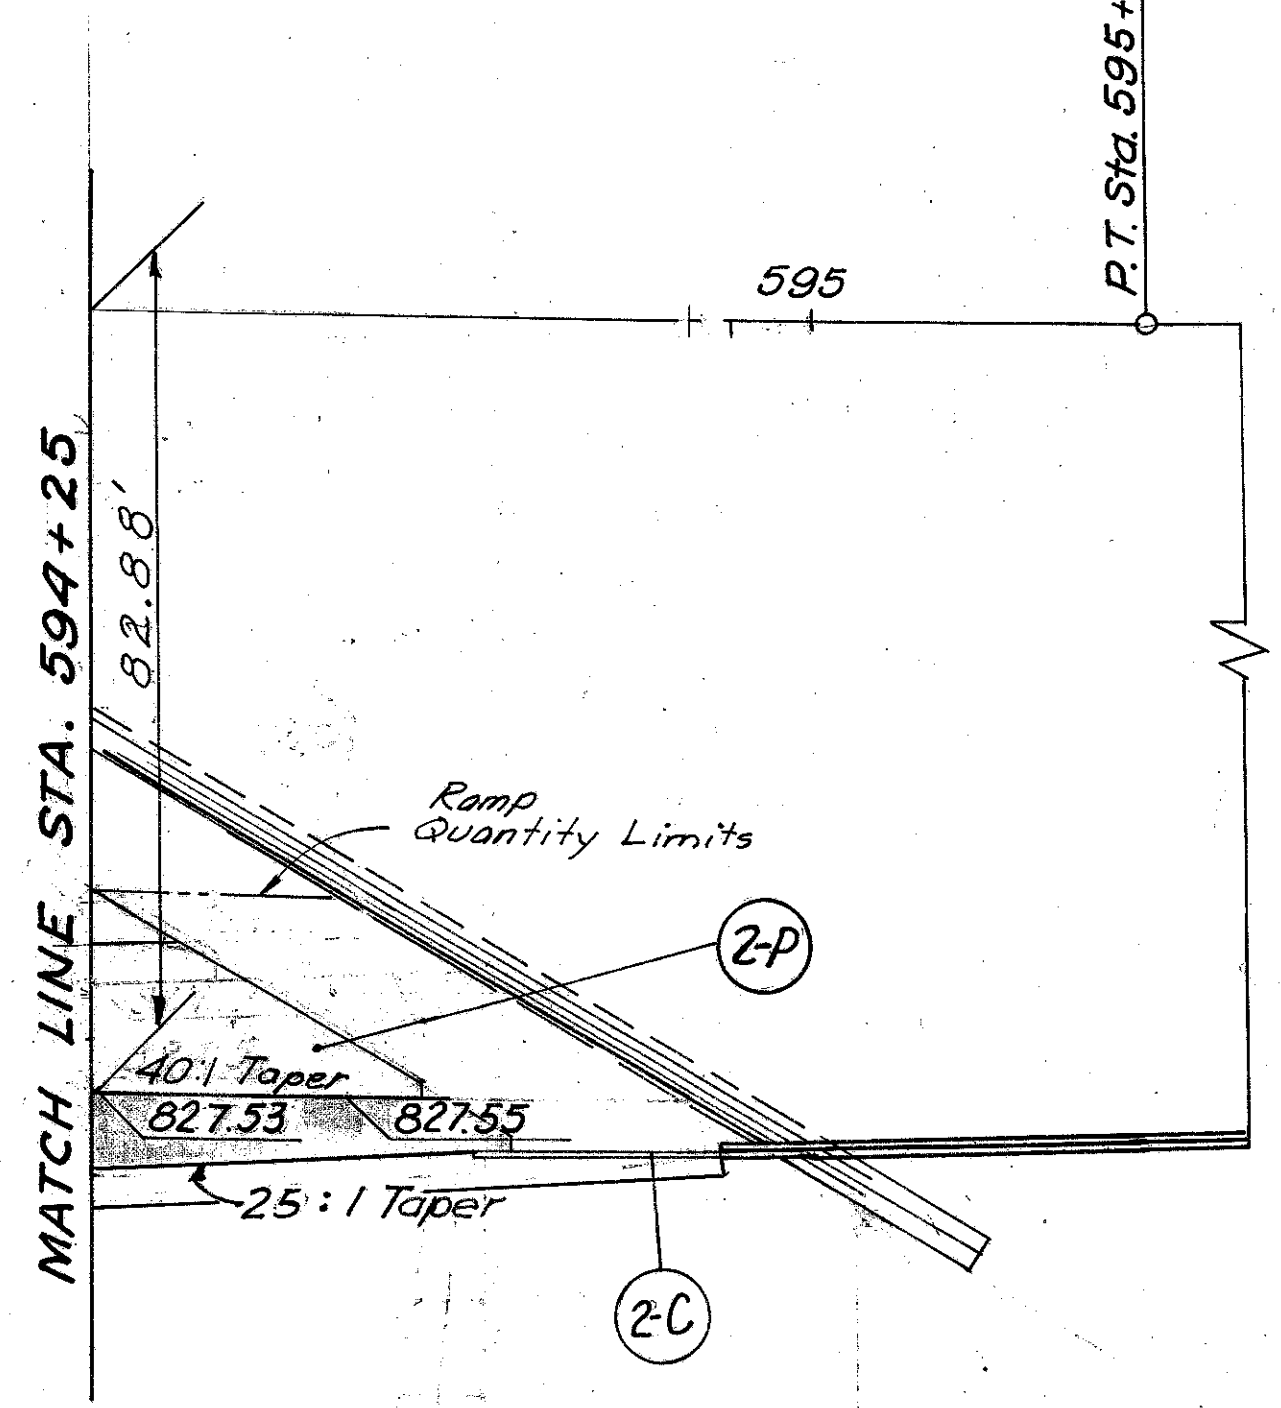 P.T. Sta. 595+
595
MATCH LINE STA. 594+25
82.88'
Ramp
Quantity Limits
2-P
40:1 Taper
827.53
827.55
25:1 Taper
2-C